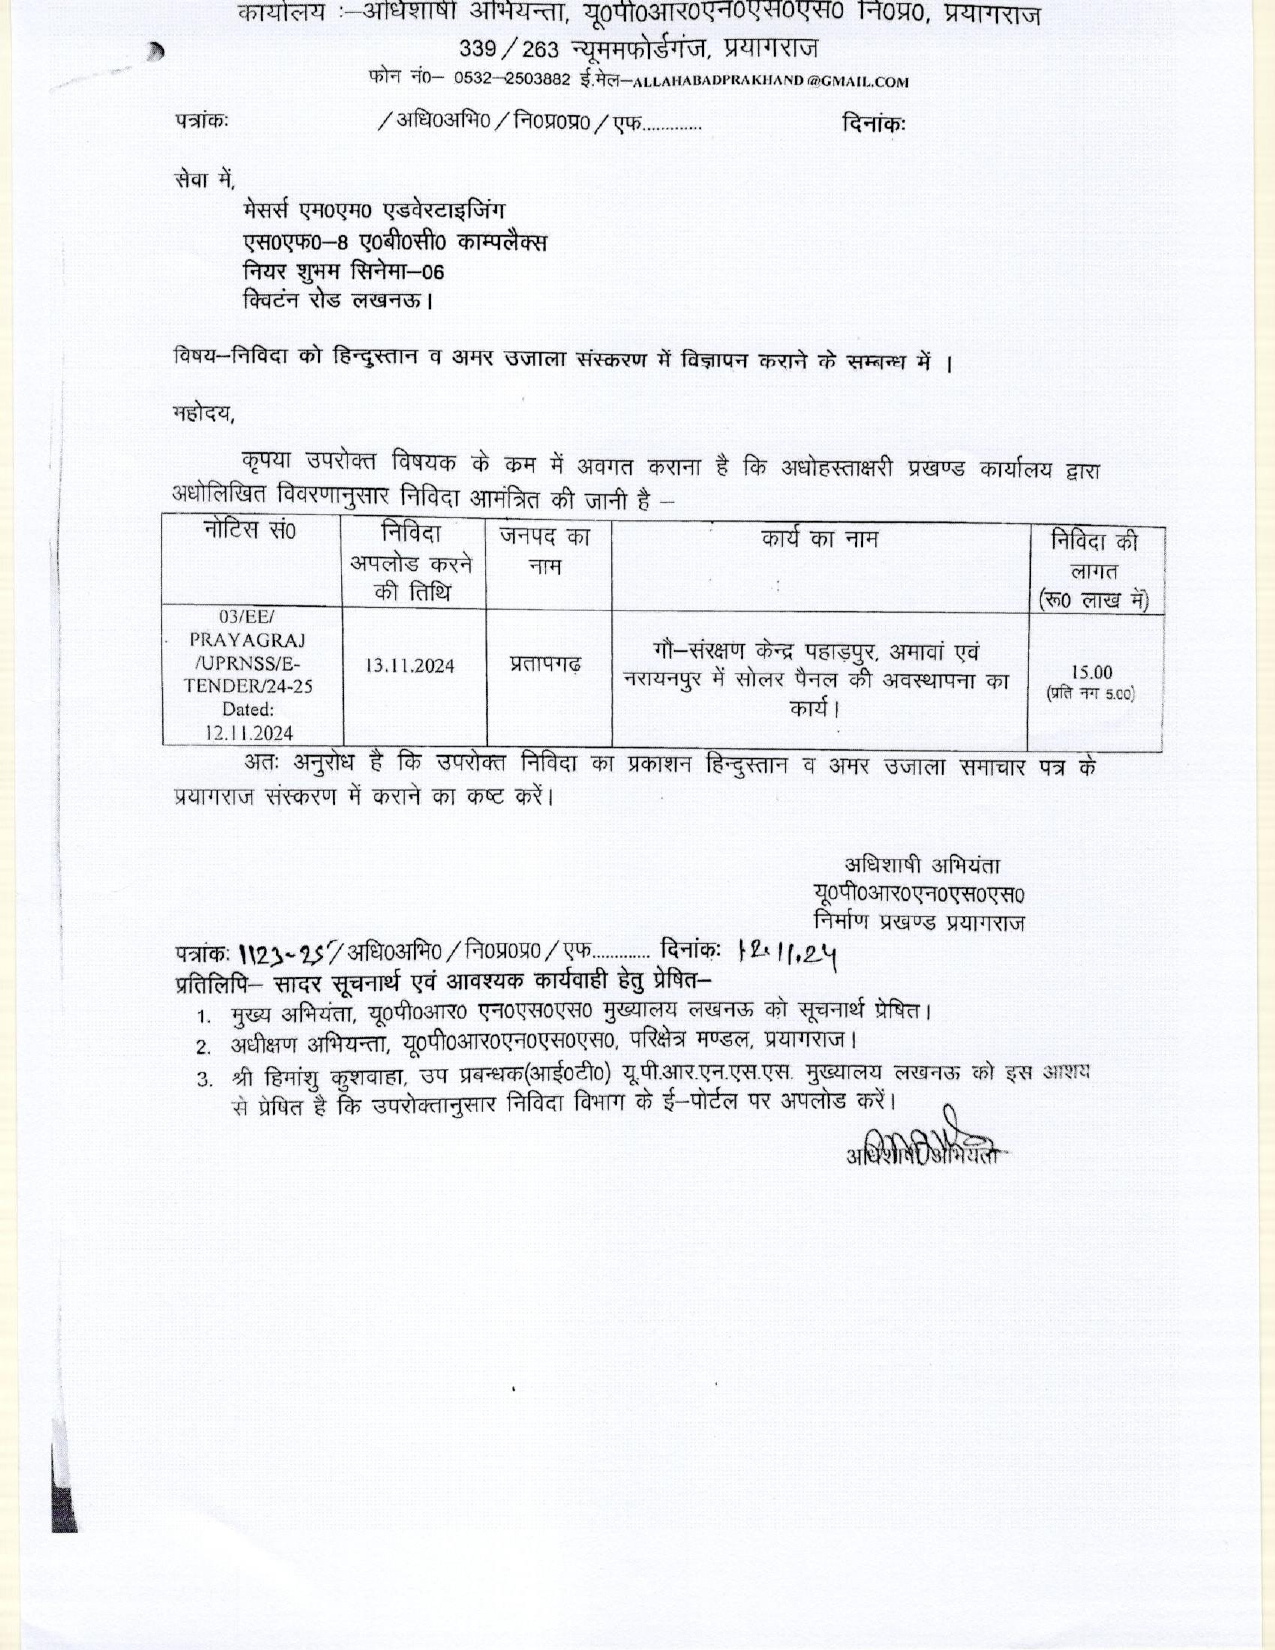 कार्यालय :–अधिशाषी अभियन्ता, यू0पी0आर0एन0एस0एस0 नि0प्र0, प्रयागराज
339/263 न्यूममफोर्डगंज, प्रयागराज
फोन नं0– 0532–2503882 ई.मेल–ALLAHABADPRAKHAND@GMAIL.COM
पत्रांक: /अधि0अभि0/नि0प्र0प्र0/एफ............ दिनांक:
सेवा में,
मेसर्स एम0एम0 एडवेरटाइजिंग
एस0एफ0–8 ए0बी0सी0 काम्पलैक्स
नियर शुभम सिनेमा–06
क्विटंन रोड लखनऊ।
विषय–निविदा को हिन्दुस्तान व अमर उजाला संस्करण में विज्ञापन कराने के सम्बन्ध में ।
महोदय,
कृपया उपरोक्त विषयक के कम में अवगत कराना है कि अधोहस्ताक्षरी प्रखण्ड कार्यालय द्वारा
अधोलिखित विवरणानुसार निविदा आमंत्रित की जानी है –
नोटिस सं0
निविदा
अपलोड करने
की तिथि
जनपद का
नाम
कार्य का नाम
निविदा की
लागत
(रू0 लाख में)
03/EE/
PRAYAGRAJ
/UPRNSS/E-
TENDER/24-25
Dated:
12.11.2024
13.11.2024
प्रतापगढ़
गौ–संरक्षण केन्द्र पहाड़पुर, अमावां एवं
नरायनपुर में सोलर पैनल की अवस्थापना का
कार्य।
15.00
(प्रति नग 5.00)
अतः अनुरोध है कि उपरोक्त निविदा का प्रकाशन हिन्दुस्तान व अमर उजाला समाचार पत्र के
प्रयागराज संस्करण में कराने का कष्ट करें।
अधिशाषी अभियंता
यू0पी0आर0एन0एस0एस0
निर्माण प्रखण्ड प्रयागराज
पत्रांक: 1123-25/अधि0अभि0/नि0प्र0प्र0/एफ............ दिनांक: 12.11.24
प्रतिलिपि– सादर सूचनार्थ एवं आवश्यक कार्यवाही हेतु प्रेषित–
1. मुख्य अभियंता, यू0पी0आर0 एन0एस0एस0 मुख्यालय लखनऊ को सूचनार्थ प्रेषित।
2. अधीक्षण अभियन्ता, यू0पी0आर0एन0एस0एस0, परिक्षेत्र मण्डल, प्रयागराज।
3. श्री हिमांशु कुशवाहा, उप प्रबन्धक(आई0टी0) यू.पी.आर.एन.एस.एस. मुख्यालय लखनऊ को इस आशय
से प्रेषित है कि उपरोक्तानुसार निविदा विभाग के ई–पोर्टल पर अपलोड करें।
अधिशाषी अभियंता